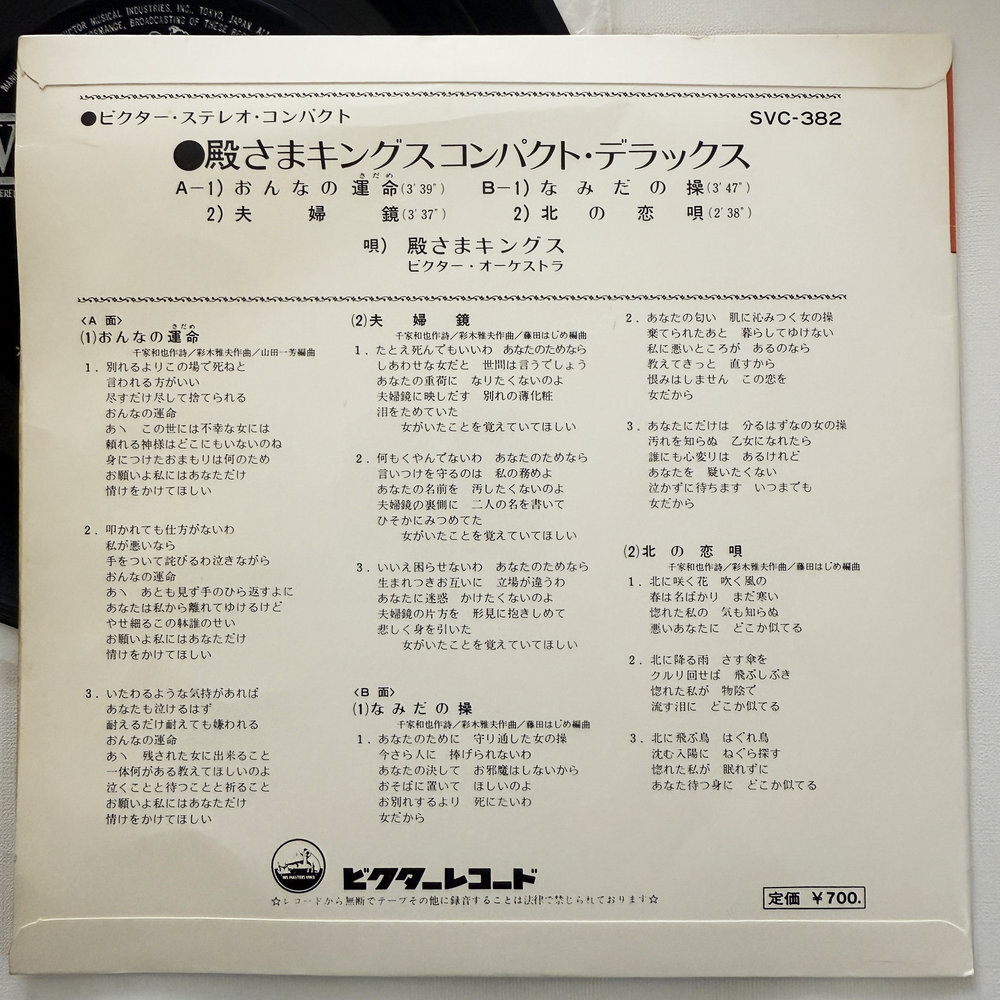 VICTOR MUSICAL INDUSTRIES, INC., TOKYO, JAPAN
BROADCASTING OF THESE
●ビクター・ステレオ・コンパクト
SVC-382
●殿さまキングスコンパクト・デラックス
A-1) おんなの運命(3′39″) B-1) なみだの操(3′47″)
さだめ
2) 夫婦鏡(3′37″) 2) 北の恋唄(2′38″)
唄) 殿さまキングス
ビクター・オーケストラ
〈A 面〉
さだめ
(1)おんなの運命
千家和也作詩/彩木雅夫作曲/山田一芳編曲
1. 別れるよりこの場で死ねと
言われる方がいい
尽すだけ尽して捨てられる
おんなの運命
あゝ この世には不幸な女には
頼れる神様はどこにもいないのね
身につけたおまもりは何のため
お願いよ私にはあなただけ
情けをかけてほしい
2. 叩かれても仕方がないわ
私が悪いなら
手をついて詫びるわ泣きながら
おんなの運命
あゝ あとも見ず手のひら返すよに
あなたは私から離れてゆけるけど
やせ細るこの躰誰のせい
お願いよ私にはあなただけ
情けをかけてほしい
3. いたわるような気持があれば
あなたも泣けるはず
耐えるだけ耐えても嫌われる
おんなの運命
あゝ 残された女に出来ること
一体何がある教えてほしいのよ
泣くことと待つことと祈ること
お願いよ私にはあなただけ
情けをかけてほしい
(2)夫婦鏡
千家和也作詩/彩木雅夫作曲/藤田はじめ編曲
1. たとえ死んでもいいわ あなたのためなら
しあわせな女だと 世間は言うでしょう
あなたの重荷に なりたくないのよ
夫婦鏡に映しだす 別れの薄化粧
泪をためていた
女がいたことを覚えていてほしい
2. 何もくやんでないわ あなたのためなら
言いつけを守るのは 私の務めよ
あなたの名前を 汚したくないのよ
夫婦鏡の裏側に 二人の名を書いて
ひそかにみつめてた
女がいたことを覚えていてほしい
3. いいえ困らせないわ あなたのためなら
生まれつきお互いに 立場が違うわ
あなたに迷惑 かけたくないのよ
夫婦鏡の片方を 形見に抱きしめて
悲しく身を引いた
女がいたことを覚えていてほしい
〈B 面〉
(1)なみだの操
千家和也作詩/彩木雅夫作曲/藤田はじめ編曲
1. あなたのために 守り通した女の操
今さら人に 捧げられないわ
あなたの決して お邪魔はしないから
おそばに置いて ほしいのよ
お別れするより 死にたいわ
女だから
2. あなたの匂い 肌に沁みつく女の操
棄てられたあと 暮らしてゆけない
私に悪いところが あるのなら
教えてきっと 直すから
恨みはしません この恋を
女だから
3. あなたにだけは 分るはずな女の操
汚れを知らぬ 乙女になれたら
誰にも心変りは あるけれど
あなたを 疑いたくない
泣かずに待ちます いつまでも
女だから
(2)北の恋唄
千家和也作詩/彩木雅夫作曲/藤田はじめ編曲
1. 北に咲く花 吹く風の
春は名ばかり まだ寒い
惚れた私の 気も知らぬ
悪いあなたに どこか似てる
2. 北に降る雨 さす傘を
クルリ回せば 飛ぶしぶき
惚れた私が 物陰で
流す泪に どこか似てる
3. 北に飛ぶ鳥 はぐれ鳥
沈む入陽に ねぐら探す
惚れた私が 眠れずに
あなた待つ身に どこか似てる
HIS MASTER'S VOICE
ビクターレコード
☆レコードから無断でテープその他に録音することは法律で禁じられております☆
定価 ¥700.